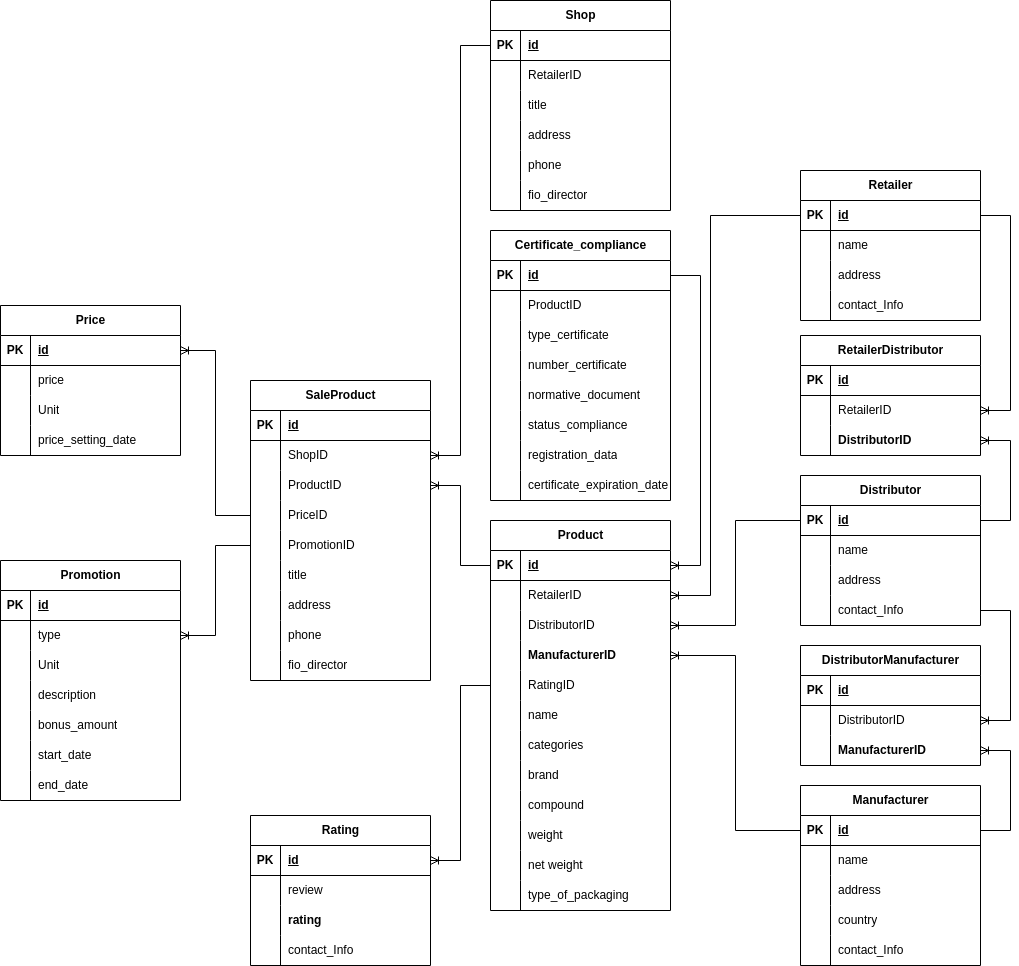 Shop
PK id
RetailerID
title
address
phone
fio_director
Certificate_compliance
PK id
ProductID
type_certificate
number_certificate
normative_document
status_compliance
registration_data
certificate_expiration_date
Retailer
PK id
name
address
contact_Info
RetailerDistributor
PK id
RetailerID
DistributorID
Price
PK id
price
Unit
price_setting_date
SaleProduct
PK id
ShopID
ProductID
PriceID
PromotionID
title
address
phone
fio_director
Distributor
PK id
name
address
contact_Info
Product
PK id
RetailerID
DistributorID
ManufacturerID
RatingID
name
categories
brand
compound
weight
net weight
type_of_packaging
Promotion
PK id
type
Unit
description
bonus_amount
start_date
end_date
DistributorManufacturer
PK id
DistributorID
ManufacturerID
Rating
PK id
review
rating
contact_Info
Manufacturer
PK id
name
address
country
contact_Info